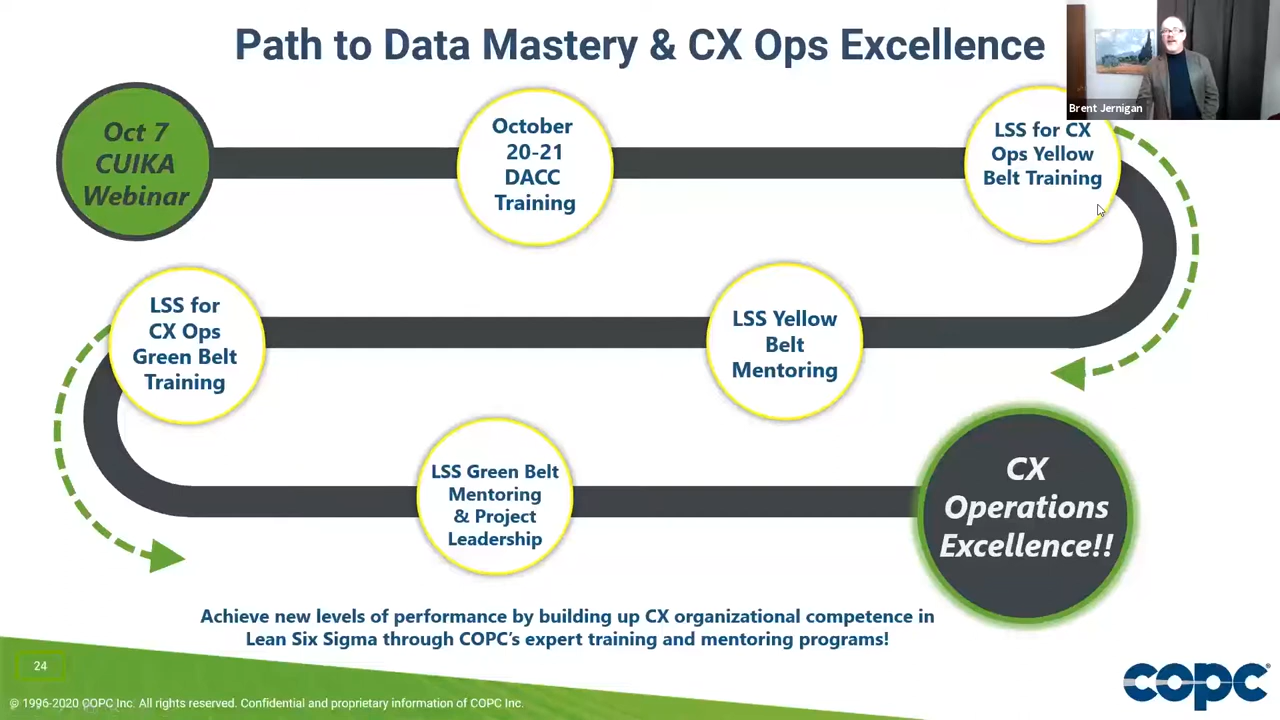 Path to Data Mastery & CX Ops Excellence
Brent Jernigan
Oct 7
CUIKA
Webinar
October
20-21
DACC
Training
LSS for CX
Ops Yellow
Belt Training
LSS for
CX Ops
Green Belt
Training
LSS Yellow
Belt
Mentoring
LSS Green Belt
Mentoring
& Project
Leadership
CX
Operations
Excellence!!
Achieve new levels of performance by building up CX organizational competence in
Lean Six Sigma through COPC's expert training and mentoring programs!
24
© 1996-2020 COPC Inc. All rights reserved. Confidential and proprietary information of COPC Inc.
copc®